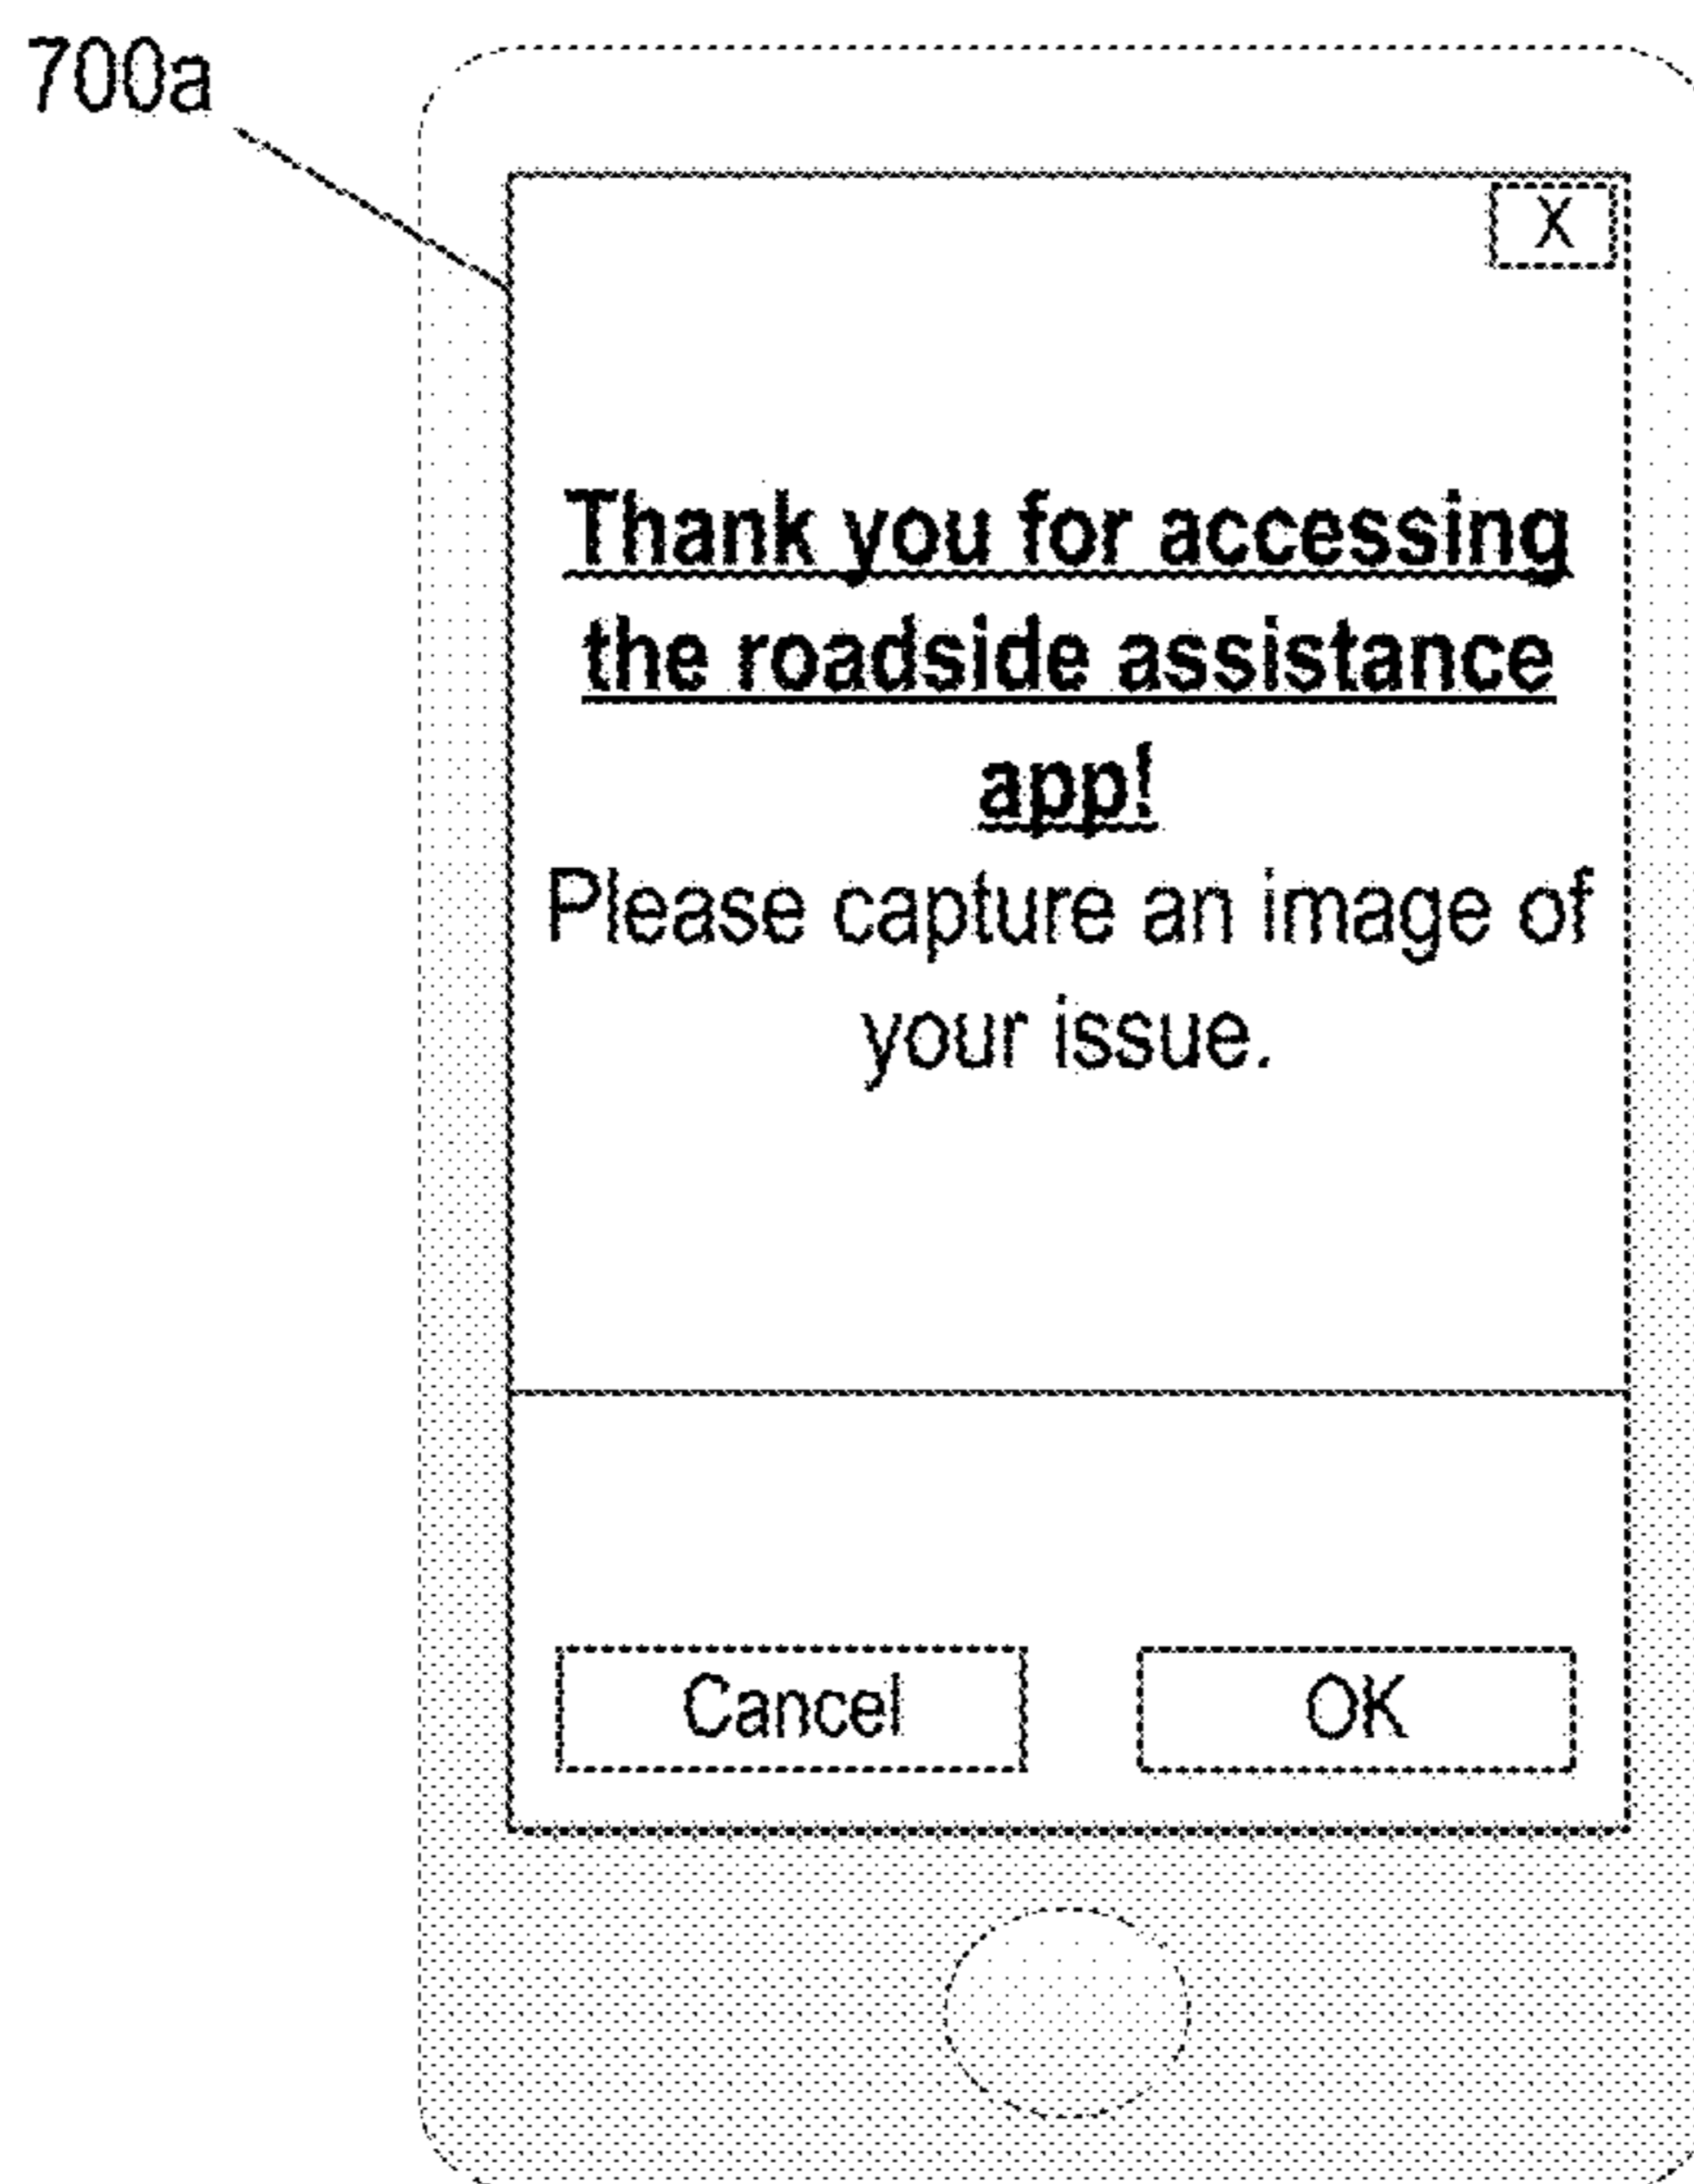 700a
X
Thank you for accessing
the roadside assistance
app!
Please capture an image of
your issue.
Cancel
OK